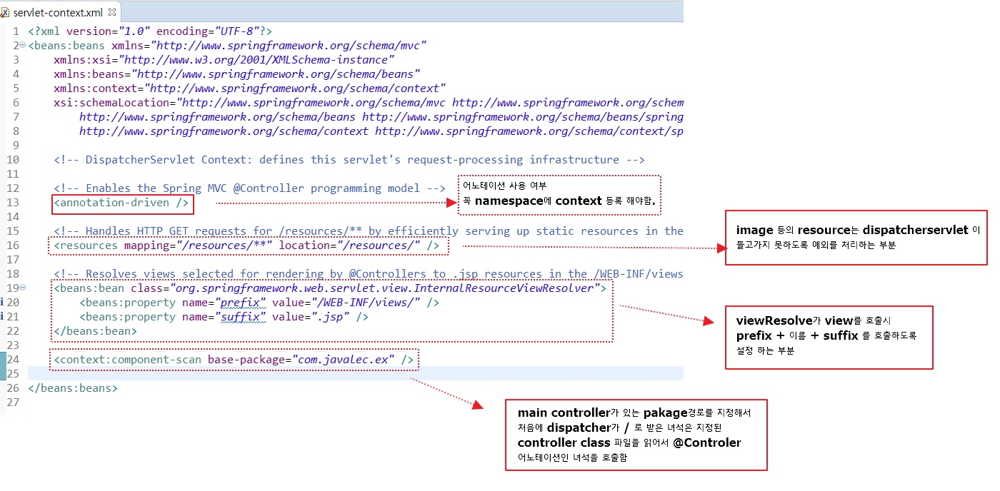 servlet-context.xml
1 <?xml version="1.0" encoding="UTF-8"?>
2 <beans:beans xmlns="http://www.springframework.org/schema/mvc"
3 xmlns:xsi="http://www.w3.org/2001/XMLSchema-instance"
4 xmlns:beans="http://www.springframework.org/schema/beans"
5 xmlns:context="http://www.springframework.org/schema/context"
6 xsi:schemaLocation="http://www.springframework.org/schema/mvc http://www.springframework.org/schem
7 http://www.springframework.org/schema/beans http://www.springframework.org/schema/beans/spring
8 http://www.springframework.org/schema/context http://www.springframework.org/schema/context/sp
9
10 <!-- DispatcherServlet Context: defines this servlet's request-processing infrastructure -->
11
12 <!-- Enables the Spring MVC @Controller programming model -->
13 <annotation-driven />
14
15 <!-- Handles HTTP GET requests for /resources/** by efficiently serving up static resources in the
16 <resources mapping="/resources/**" location="/resources/" />
17
18 <!-- Resolves views selected for rendering by @Controllers to .jsp resources in the /WEB-INF/views
19 <beans:bean class="org.springframework.web.servlet.view.InternalResourceViewResolver">
20 <beans:property name="prefix" value="/WEB-INF/views/" />
21 <beans:property name="suffix" value=".jsp" />
22 </beans:bean>
23
24 <context:component-scan base-package="com.javalec.ex" />
25
26 </beans:beans>
27
어노테이션 사용 여부
꼭 namespace에 context 등록 해야함.
image 등의 resource는 dispatcherservlet 이
들고가지 못하도록 예외를 처리하는 부분
viewResolve가 view를 호출시
prefix + 이름 + suffix 를 호출하도록
설정 하는 부분
main controller가 있는 pakage경로를 지정해서
처음에 dispatcher가 / 로 받은 녀석은 지정된
controller class 파일을 읽어서 @Controler
어노테이션인 녀석을 호출함